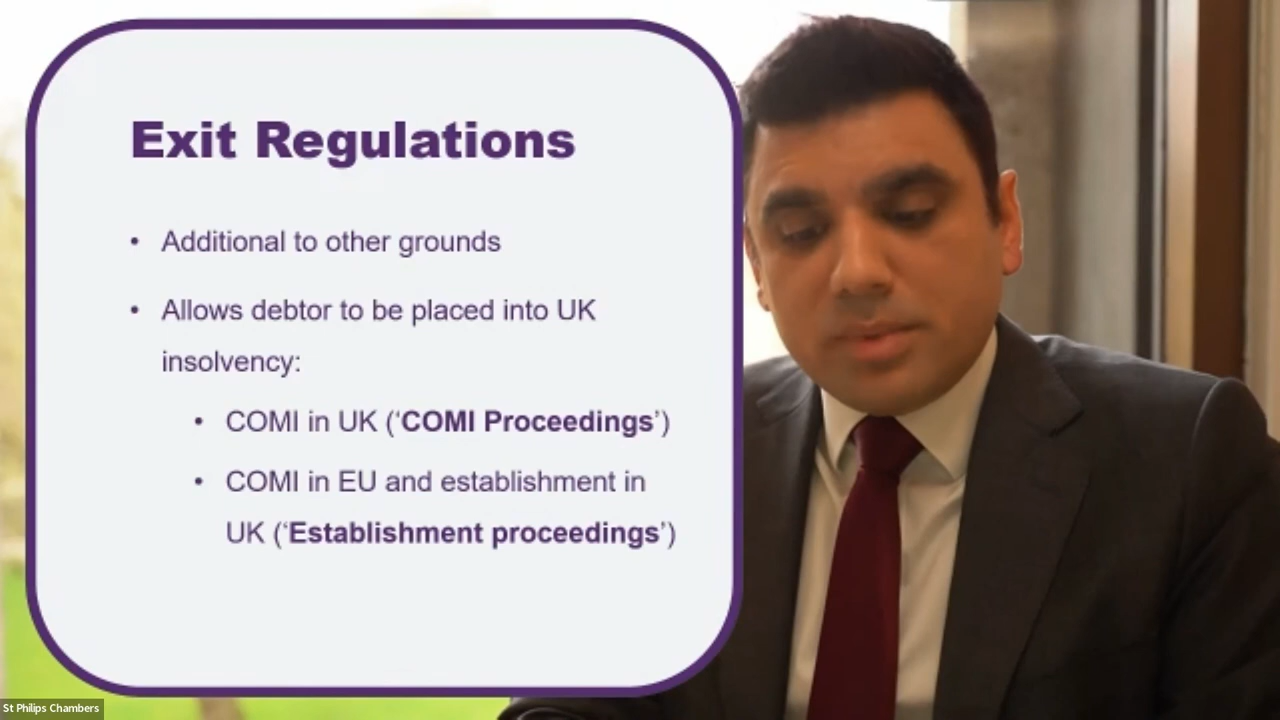 Exit Regulations
• Additional to other grounds
• Allows debtor to be placed into UK
insolvency:
• COMI in UK (‘COMI Proceedings’)
• COMI in EU and establishment in
UK (‘Establishment proceedings’)
St Philips Chambers